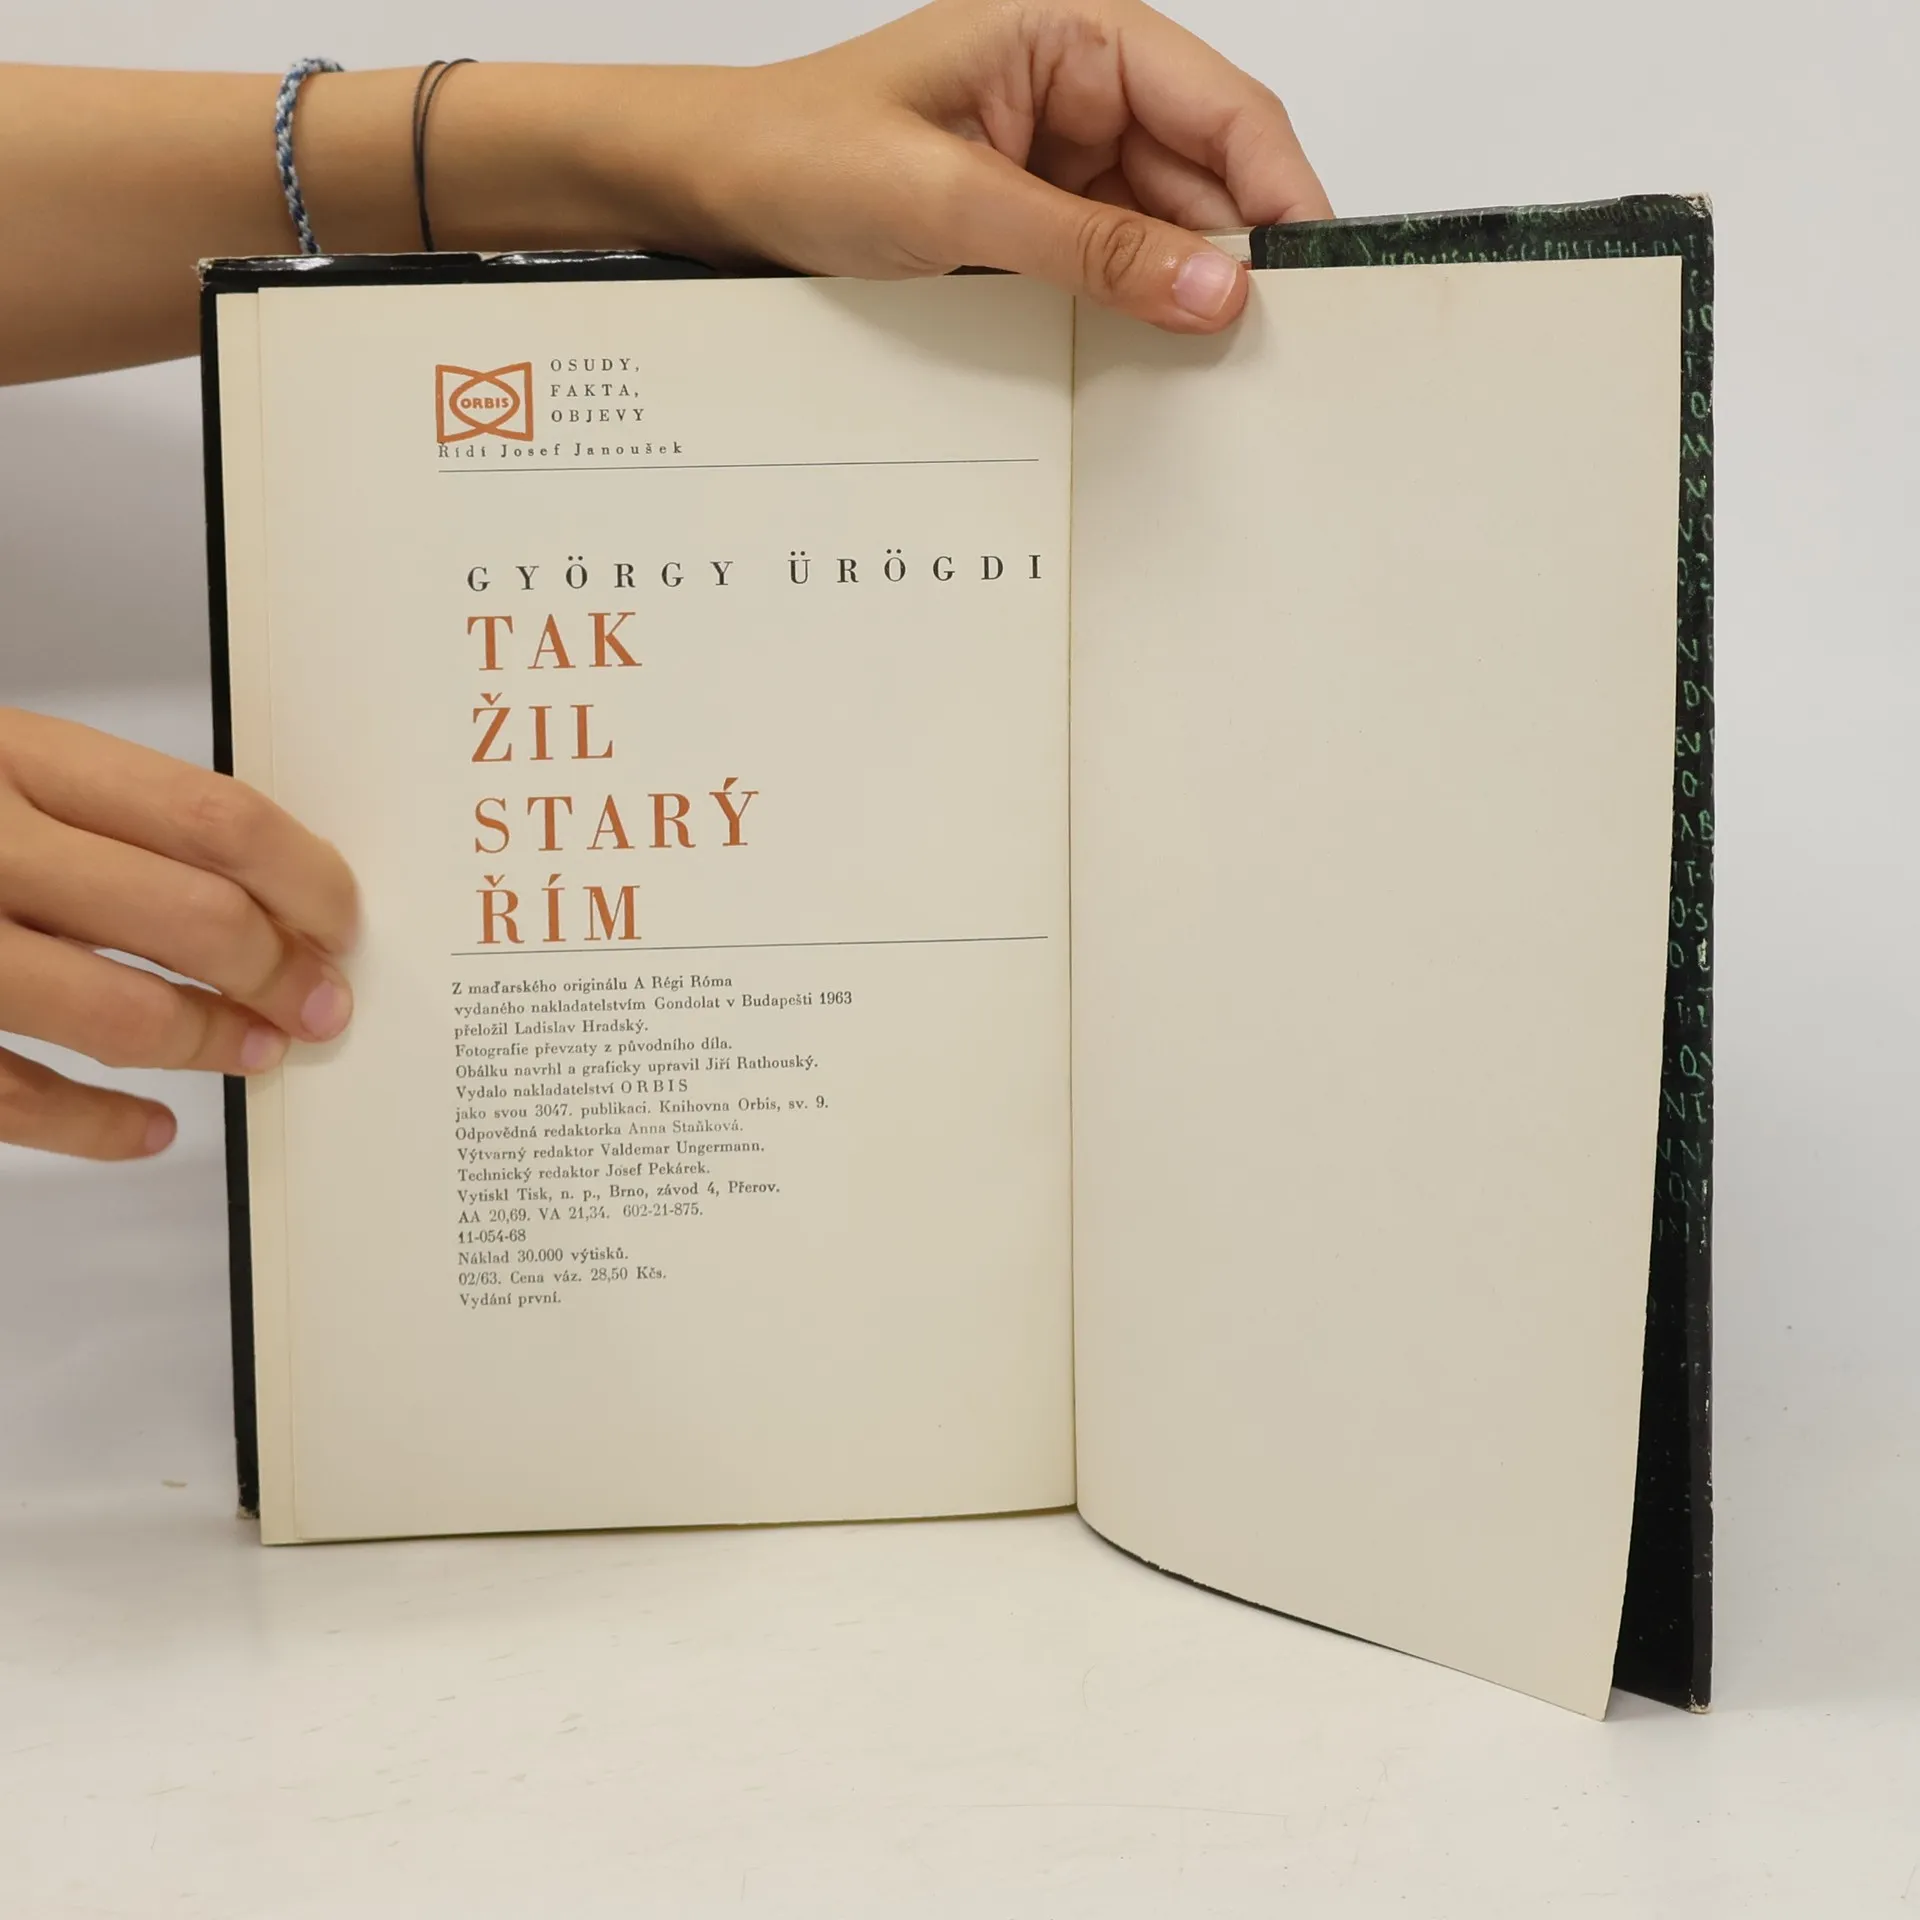 ORBIS
OSUDY,
FAKTA,
OBJEVY
Řídí Josef Janoušek
GYÖRGY ÜRÖGDI
TAK
ŽIL
STARÝ
ŘÍM
Z maďarského originálu A Régi Róma
vydaného nakladatelstvím Gondolat v Budapešti 1963
přeložil Ladislav Hradský.
Fotografie převzaty z původního díla.
Obálku navrhl a graficky upravil Jiří Rathouský.
Vydalo nakladatelství ORBIS
jako svou 3047. publikaci. Knihovna Orbis, sv. 9.
Odpovědná redaktorka Anna Staňková.
Výtvarný redaktor Valdemar Ungermann.
Technický redaktor Josef Pekárek.
Vytiskl Tisk, n. p., Brno, závod 4, Přerov.
AA 20,69. VA 21,34. 602-21-875.
11-054-68
Náklad 30.000 výtisků.
02/63. Cena váz. 28,50 Kčs.
Vydání první.